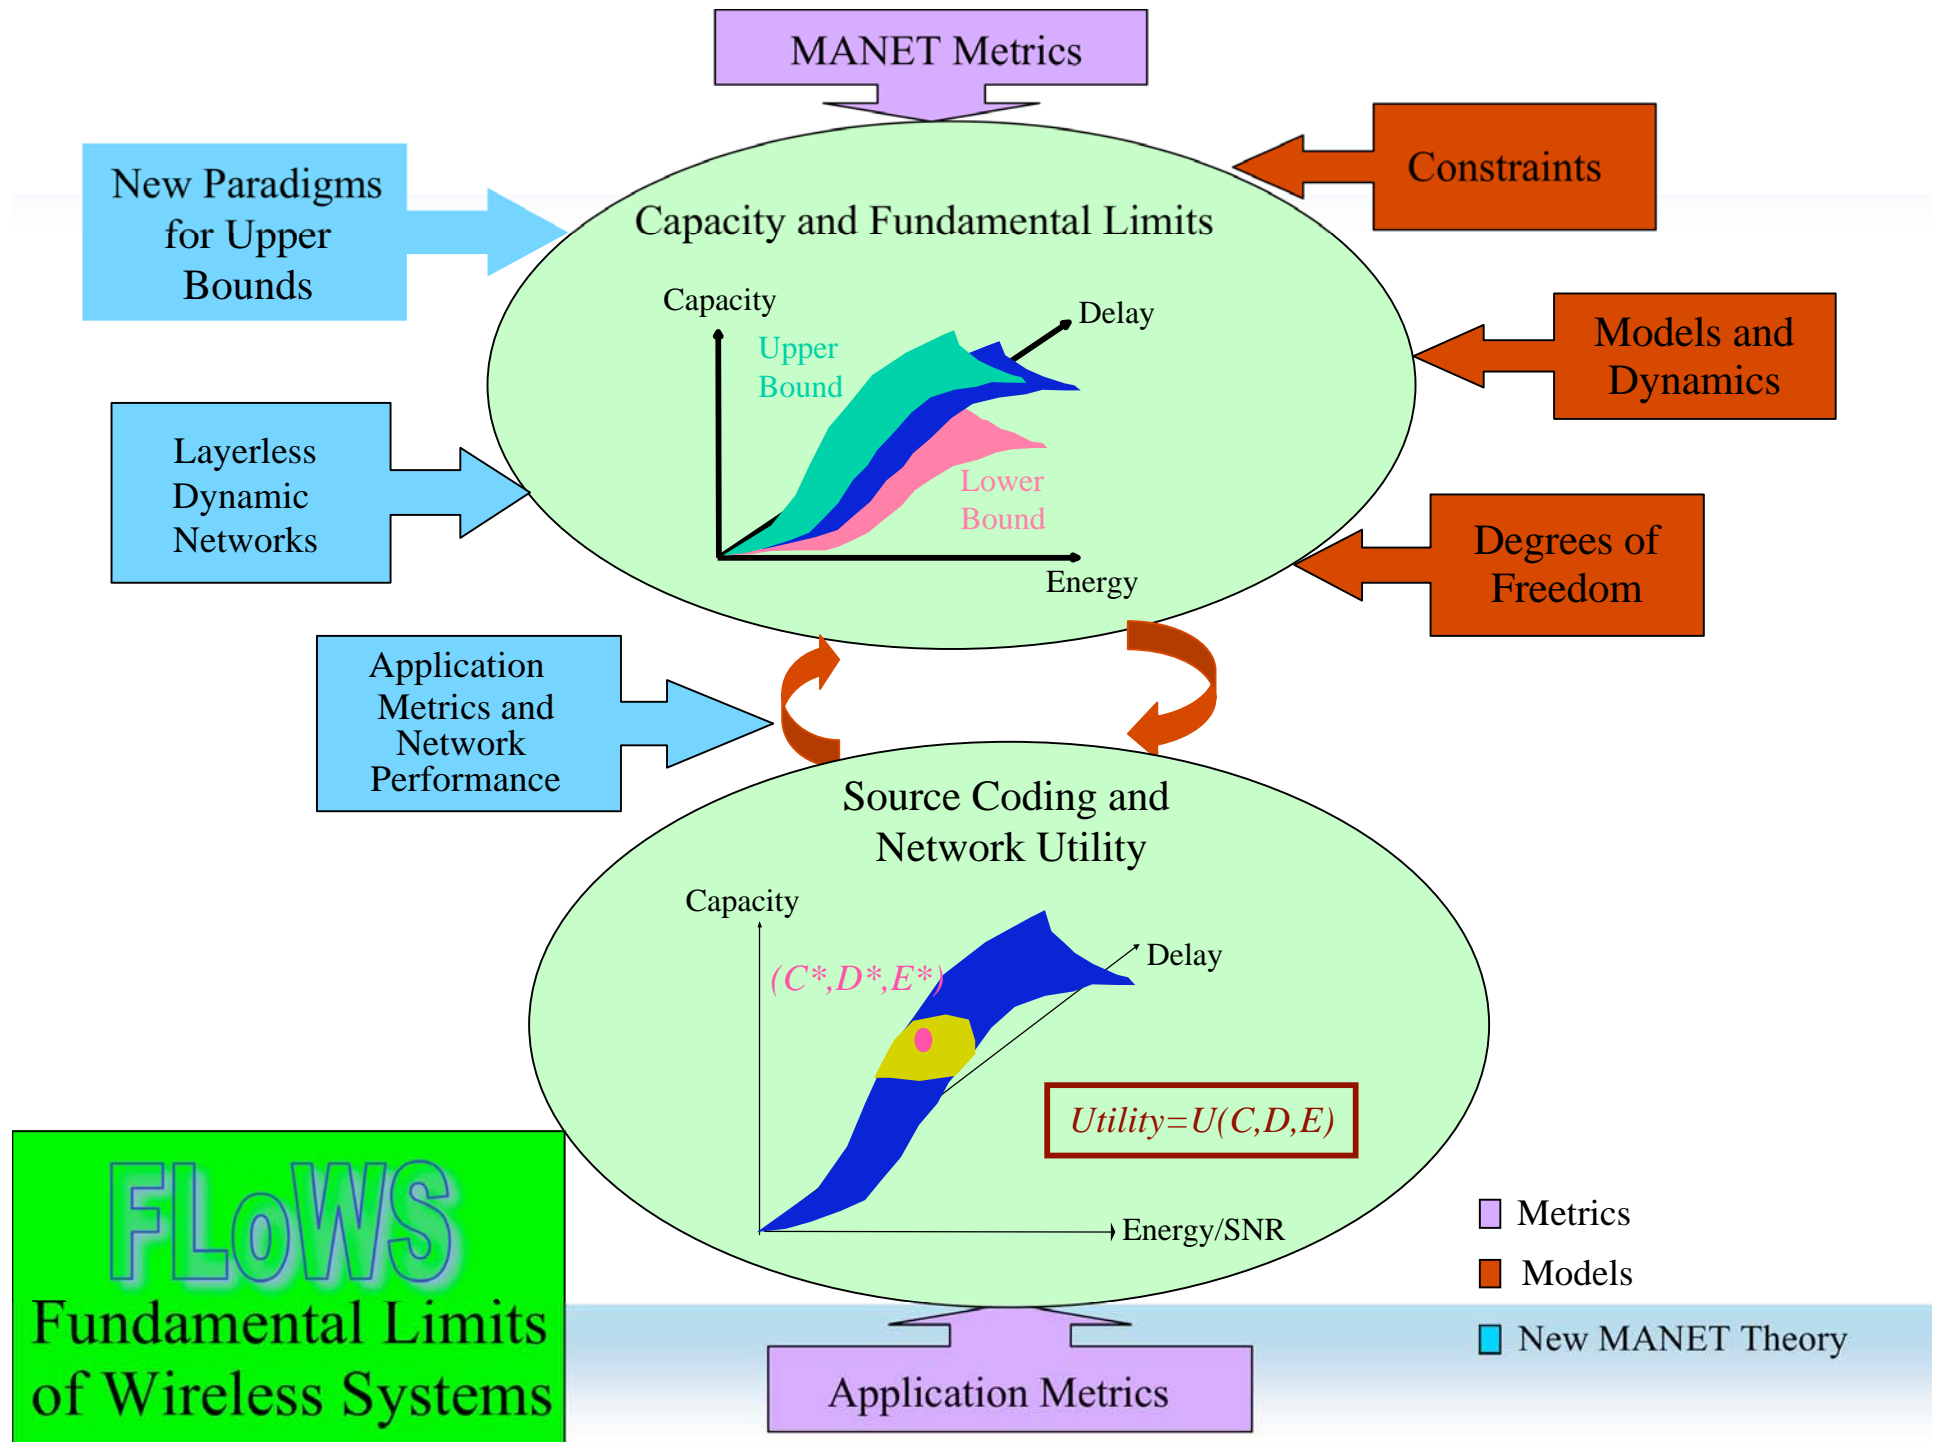 MANET Metrics
New Paradigms
for Upper
Bounds
Constraints
Capacity and Fundamental Limits
Capacity
Delay
Upper
Bound
Models and
Dynamics
Layerless
Dynamic
Networks
Lower
Bound
Energy
Degrees of
Freedom
Application
Metrics and
Network
Performance
Source Coding and
Network Utility
Capacity
Delay
(C*,D*,E*)
Utility=U(C,D,E)
Energy/SNR
FLoWS
Fundamental Limits
of Wireless Systems
Metrics
Models
New MANET Theory
Application Metrics